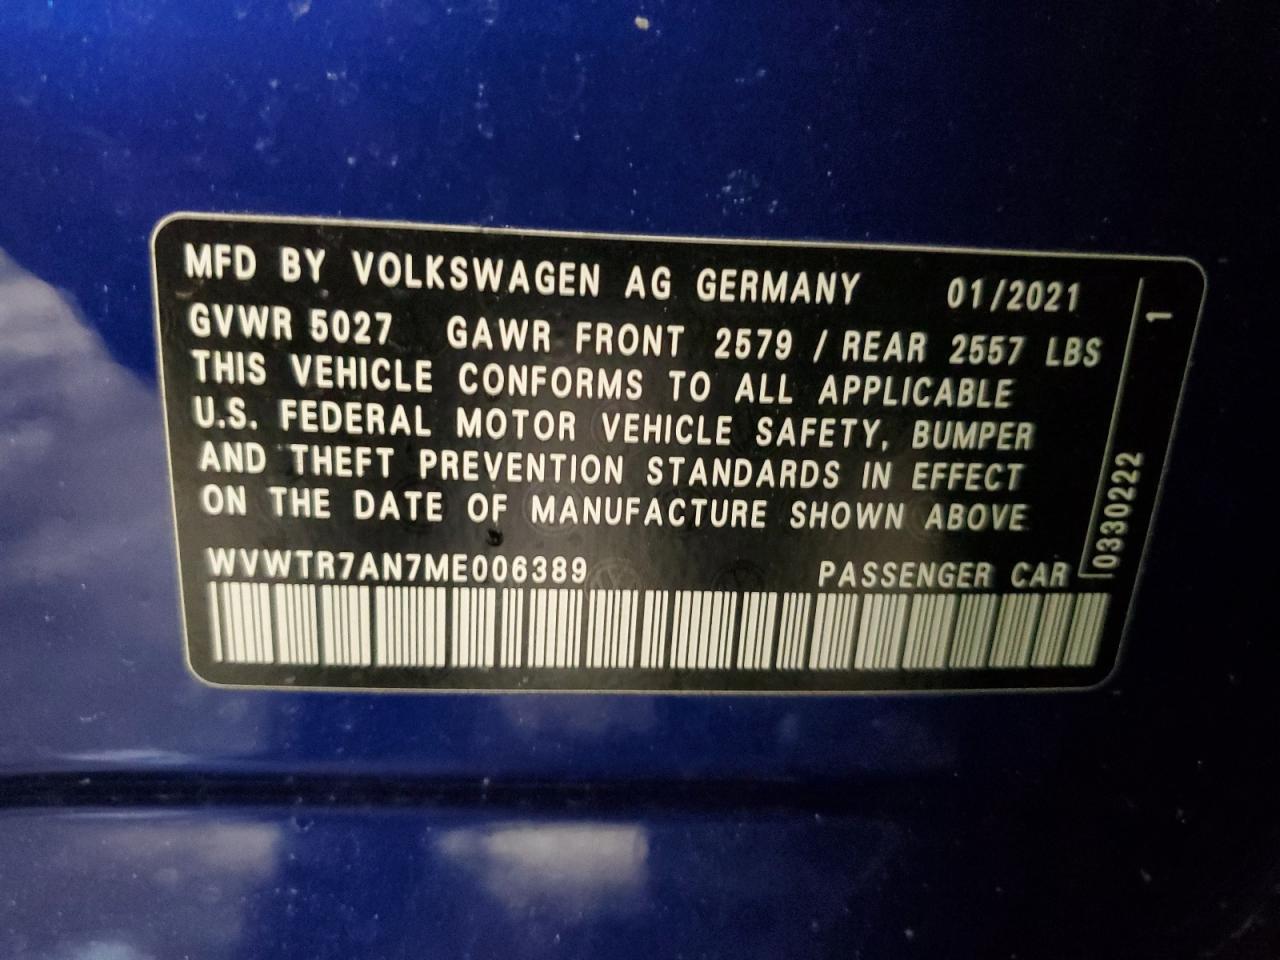 MFD BY VOLKSWAGEN AG GERMANY 01/2021
GVWR 5027 GAWR FRONT 2579 / REAR 2557 LBS
THIS VEHICLE CONFORMS TO ALL APPLICABLE
U.S. FEDERAL MOTOR VEHICLE SAFETY, BUMPER
AND THEFT PREVENTION STANDARDS IN EFFECT
ON THE DATE OF MANUFACTURE SHOWN ABOVE
WVWTR7AN7ME006389 PASSENGER CAR
0330222
1